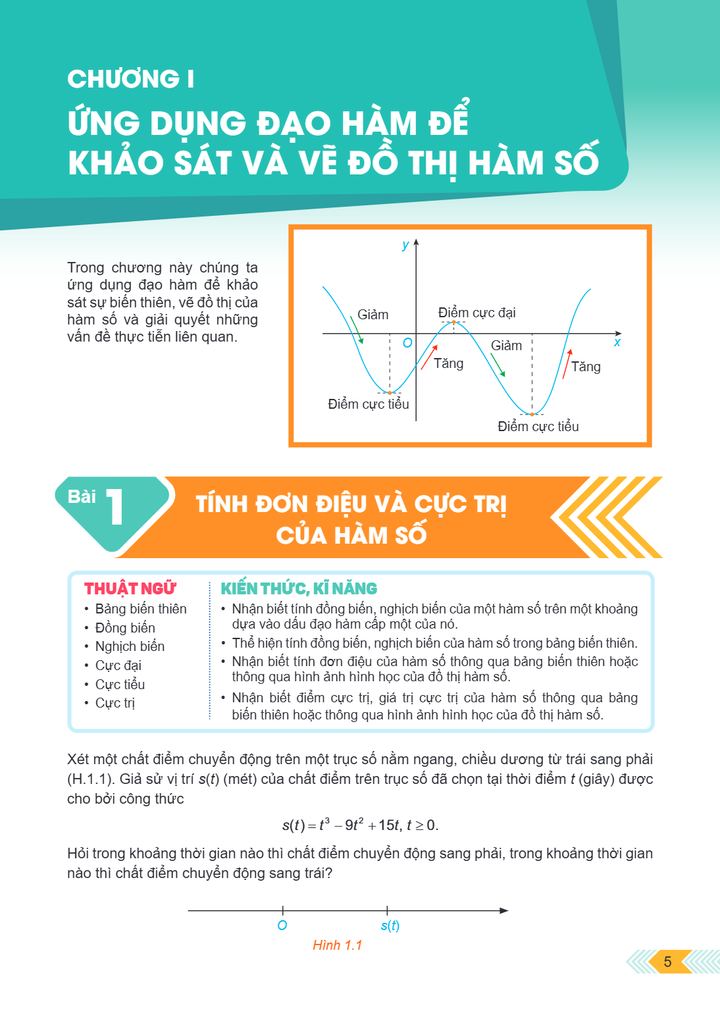 CHƯƠNG I
ỨNG DỤNG ĐẠO HÀM ĐỂ
KHẢO SÁT VÀ VẼ ĐỒ THỊ HÀM SỐ
Trong chương này chúng ta
ứng dụng đạo hàm để khảo
sát sự biến thiên, vẽ đồ thị của
hàm số và giải quyết những
vấn đề thực tiễn liên quan.
y
Giảm
Điểm cực đại
O
Tăng
Giảm
x
Tăng
Điểm cực tiểu
Điểm cực tiểu
Bài 1
TÍNH ĐƠN ĐIỆU VÀ CỰC TRỊ
CỦA HÀM SỐ
THUẬT NGỮ
• Bảng biến thiên
• Đồng biến
• Nghịch biến
• Cực đại
• Cực tiểu
• Cực trị
KIẾN THỨC, KĨ NĂNG
• Nhận biết tính đồng biến, nghịch biến của một hàm số trên một khoảng
dựa vào dấu đạo hàm cấp một của nó.
• Thể hiện tính đồng biến, nghịch biến của hàm số trong bảng biến thiên.
• Nhận biết tính đơn điệu của hàm số thông qua bảng biến thiên hoặc
thông qua hình ảnh hình học của đồ thị hàm số.
• Nhận biết điểm cực trị, giá trị cực trị của hàm số thông qua bảng
biến thiên hoặc thông qua hình ảnh hình học của đồ thị hàm số.
Xét một chất điểm chuyển động trên một trục số nằm ngang, chiều dương từ trái sang phải
(H.1.1). Giả sử vị trí s(t) (mét) của chất điểm trên trục số đã chọn tại thời điểm t (giây) được
cho bởi công thức
s(t) = t³ − 9t² + 15t, t ≥ 0.
Hỏi trong khoảng thời gian nào thì chất điểm chuyển động sang phải, trong khoảng thời gian
nào thì chất điểm chuyển động sang trái?
O s(t)
Hình 1.1
5